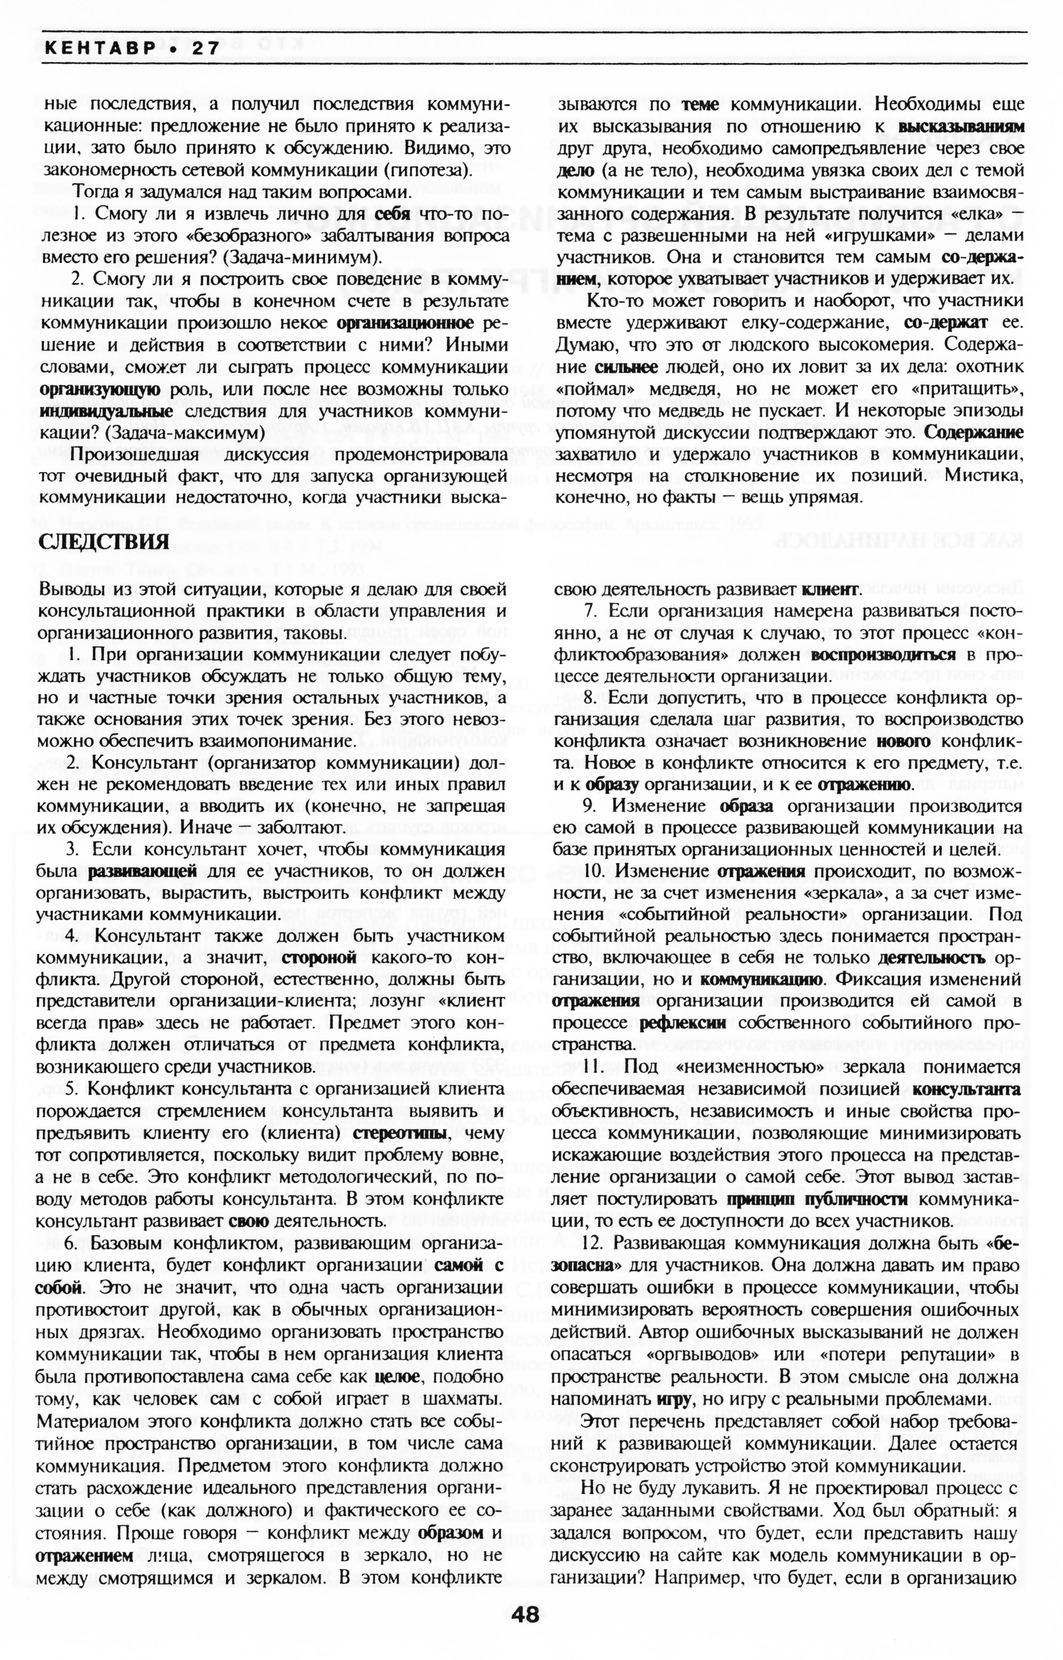 КЕНТАВР • 27
ные последствия, а получил последствия коммуни-
кационные: предложение не было принято к реализа-
ции, зато было принято к обсуждению. Видимо, это
закономерность сетевой коммуникации (гипотеза).
Тогда я задумался над таким вопросами.
1. Смогу ли я извлечь лично для себя что-то по-
лезное из этого «безобразного» забалтывания вопроса
вместо его решения? (Задача-минимум).
2. Смогу ли я построить свое поведение в комму-
никации так, чтобы в конечном счете в результате
коммуникации произошло некое организационное ре-
шение и действия в соответствии с ними? Иными
словами, сможет ли сыграть процесс коммуникации
организующую роль, или после нее возможны только
индивидуальные следствия для участников коммуни-
кации? (Задача-максимум)
Произошедшая дискуссия продемонстрировала
тот очевидный факт, что для запуска организующей
коммуникации недостаточно, когда участники выска-
зываются по теме коммуникации. Необходимы еще
их высказывания по отношению к высказываниям
друг друга, необходимо самопредъявление через свое
дело (а не тело), необходима увязка своих дел с темой
коммуникации и тем самым выстраивание взаимосвя-
занного содержания. В результате получится «елка» —
тема с развешенными на ней «игрушками» — делами
участников. Она и становится тем самым со-держа-
нием, которое ухватывает участников и удерживает их.
Кто-то может говорить и наоборот, что участники
вместе удерживают елку-содержание, со-держат ее.
Думаю, что это от людского высокомерия. Содержа-
ние сильнее людей, оно их ловит за их дела: охотник
«поймал» медведя, но не может его «притащить»,
потому что медведь не пускает. И некоторые эпизоды
упомянутой дискуссии подтверждают это. Содержание
захватило и удержало участников в коммуникации,
несмотря на столкновение их позиций. Мистика,
конечно, но факты — вещь упрямая.
СЛЕДСТВИЯ
Выводы из этой ситуации, которые я делаю для своей
консультационной практики в области управления и
организационного развития, таковы.
1. При организации коммуникации следует побу-
ждать участников обсуждать не только общую тему,
но и частные точки зрения остальных участников, а
также основания этих точек зрения. Без этого невоз-
можно обеспечить взаимопонимание.
2. Консультант (организатор коммуникации) дол-
жен не рекомендовать введение тех или иных правил
коммуникации, а вводить их (конечно, не запрещая
их обсуждения). Иначе — заболтают.
3. Если консультант хочет, чтобы коммуникация
была развивающей для ее участников, то он должен
организовать, вырастить, выстроить конфликт между
участниками коммуникации.
4. Консультант также должен быть участником
коммуникации, а значит, стороной какого-то кон-
фликта. Другой стороной, естественно, должны быть
представители организации-клиента; лозунг «клиент
всегда прав» здесь не работает. Предмет этого кон-
фликта должен отличаться от предмета конфликта,
возникающего среди участников.
5. Конфликт консультанта с организацией клиента
порождается стремлением консультанта выявить и
предъявить клиенту его (клиента) стереотипы, чему
тот сопротивляется, поскольку видит проблему вовне,
а не в себе. Это конфликт методологический, по по-
воду методов работы консультанта. В этом конфликте
консультант развивает свою деятельность.
6. Базовым конфликтом, развивающим организа-
цию клиента, будет конфликт организации самой с
собой. Это не значит, что одна часть организации
противостоит другой, как в обычных организацион-
ных дрязгах. Необходимо организовать пространство
коммуникации так, чтобы в нем организация клиента
была противопоставлена сама себе как целое, подобно
тому, как человек сам с собой играет в шахматы.
Материалом этого конфликта должно стать все собы-
тийное пространство организации, в том числе сама
коммуникация. Предметом этого конфликта должно
стать расхождение идеального представления органи-
зации о себе (как должного) и фактического ее со-
стояния. Проще говоря — конфликт между образом и
отражением лица, смотрящегося в зеркало, но не
между смотрящимся и зеркалом. В этом конфликте
свою деятельность развивает клиент.
7. Если организация намерена развиваться посто-
янно, а не от случая к случаю, то этот процесс «кон-
фликтообразования» должен воспроизводиться в про-
цессе деятельности организации.
8. Если допустить, что в процессе конфликта ор-
ганизация сделала шаг развития, то воспроизводство
конфликта означает возникновение нового конфлик-
та. Новое в конфликте относится к его предмету, т.е.
и к образу организации, и к ее отражению.
9. Изменение образа организации производится
ею самой в процессе развивающей коммуникации на
базе принятых организационных ценностей и целей.
10. Изменение отражения происходит, по возмож-
ности, не за счет изменения «зеркала», а за счет изме-
нения «событийной реальности» организации. Под
событийной реальностью здесь понимается простран-
ство, включающее в себя не только деятельность ор-
ганизации, но и коммуникацию. Фиксация изменений
отражения организации производится ей самой в
процессе рефлексии собственного событийного про-
странства.
11. Под «неизменностью» зеркала понимается
обеспечиваемая независимой позицией консультанта
объективность, независимость и иные свойства про-
цесса коммуникации, позволяющие минимизировать
искажающие воздействия этого процесса на представ-
ление организации о самой себе. Этот вывод застав-
ляет постулировать принцип публичности коммуника-
ции, то есть ее доступности до всех участников.
12. Развивающая коммуникация должна быть «бе-
зопасна» для участников. Она должна давать им право
совершать ошибки в процессе коммуникации, чтобы
минимизировать вероятность совершения ошибочных
действий. Автор ошибочных высказываний не должен
опасаться «оргвыводов» или «потери репутации» в
пространстве реальности. В этом смысле она должна
напоминать игру, но игру с реальными проблемами.
Этот перечень представляет собой набор требова-
ний к развивающей коммуникации. Далее остается
сконструировать устройство этой коммуникации.
Но не буду лукавить. Я не проектировал процесс с
заранее заданными свойствами. Ход был обратный: я
задался вопросом, что будет, если представить нашу
дискуссию на сайте как модель коммуникации в ор-
ганизации? Например, что будет, если в организацию
48